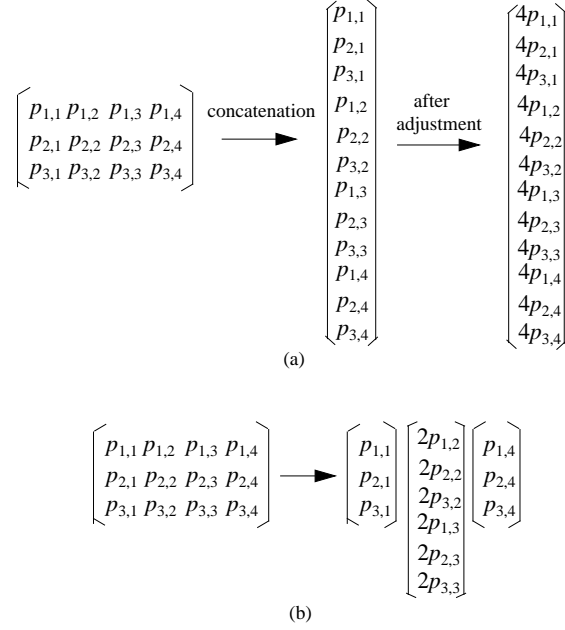 p1,1 p1,2 p1,3 p1,4
p2,1 p2,2 p2,3 p2,4
p3,1 p3,2 p3,3 p3,4
concatenation
p1,1
p2,1
p3,1
p1,2
p2,2
p3,2
p1,3
p2,3
p3,3
p1,4
p2,4
p3,4
after
adjustment
4p1,1
4p2,1
4p3,1
4p1,2
4p2,2
4p3,2
4p1,3
4p2,3
4p3,3
4p1,4
4p2,4
4p3,4
(a)
p1,1 p1,2 p1,3 p1,4
p2,1 p2,2 p2,3 p2,4
p3,1 p3,2 p3,3 p3,4
p1,1
p2,1
p3,1
2p1,2
2p2,2
2p3,2
2p1,3
2p2,3
2p3,3
p1,4
p2,4
p3,4
(b)